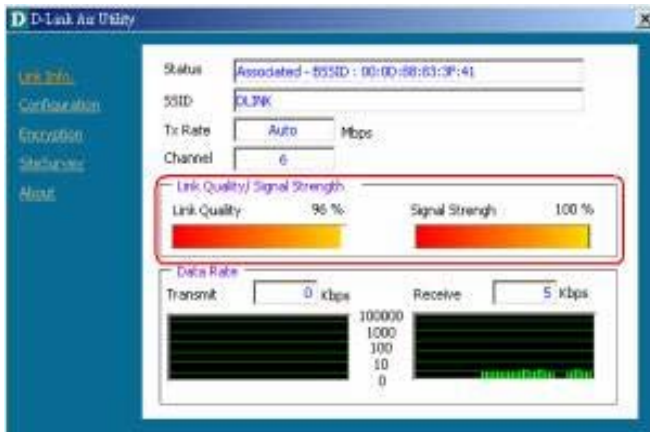 D D-Link Air Utility
Link Info.
Configuration
Encryption
SiteSurvey
About
Status Associated - BSSID : 00:0D:88:83:3F:41
SSID DLINK
Tx Rate Auto Mbps
Channel 6
Link Quality/ Signal Strength
Link Quality 96 % Signal Strengh 100 %
Data Rate
Transmit 0 Kbps Receive 5 Kbps
100000
1000
100
10
0